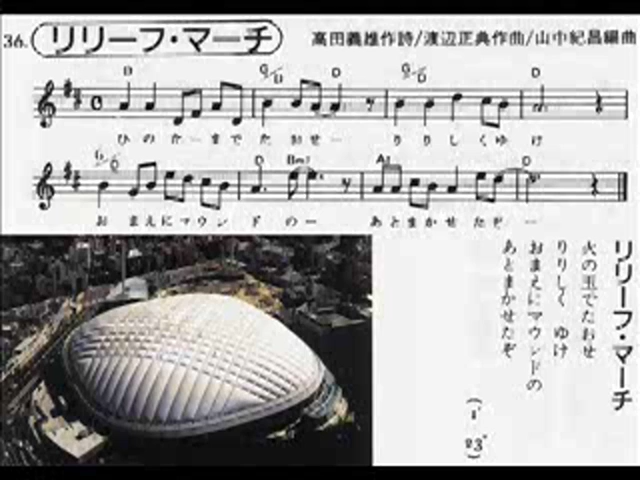 36. リリーフ・マーチ
高田義雄作詩/渡辺正典作曲/山中紀昌編曲
D G/D D G/D D
C
ひのたーまでたおせー りりしくゆけ
D Bm7 A7 D
おまえにマウンドのー あとまかせたぞー
リリーフ・マーチ
火の玉でたおせ
りりしく ゆけ
おまえにマウンドの
あとまかせたぞ